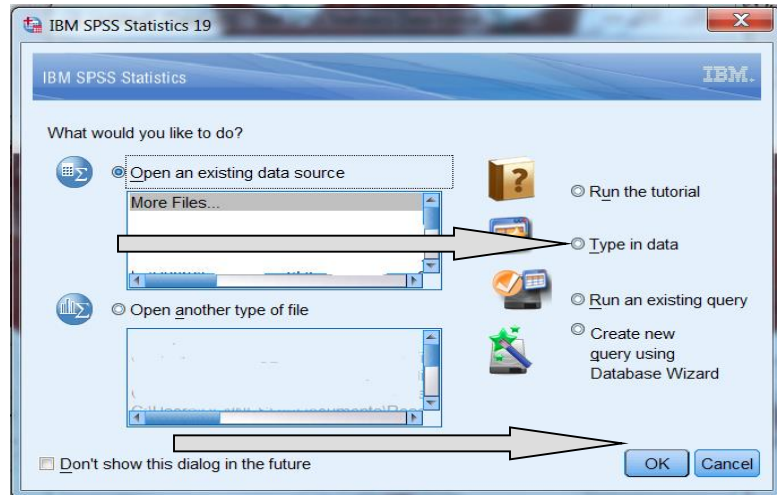 IBM SPSS Statistics 19
IBM SPSS Statistics
IBM.
What would you like to do?
Open an existing data source
More Files...
Open another type of file
Run the tutorial
Type in data
Run an existing query
Create new
query using
Database Wizard
Don't show this dialog in the future
OK
Cancel